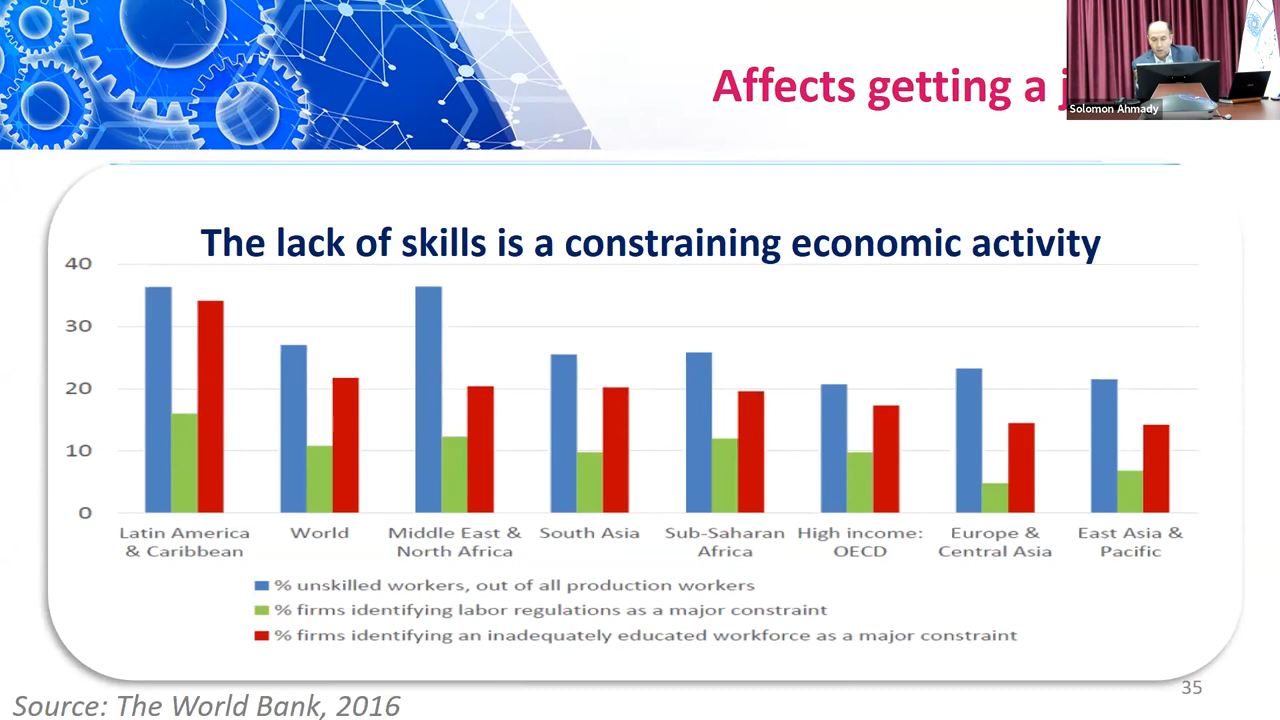 Affects getting a
Solomon Ahmady
The lack of skills is a constraining economic activity
40
30
20
10
0
Latin America & Caribbean
World
Middle East & North Africa
South Asia
Sub-Saharan Africa
High income: OECD
Europe & Central Asia
East Asia & Pacific
% unskilled workers, out of all production workers
% firms identifying labor regulations as a major constraint
% firms identifying an inadequately educated workforce as a major constraint
35
Source: The World Bank, 2016